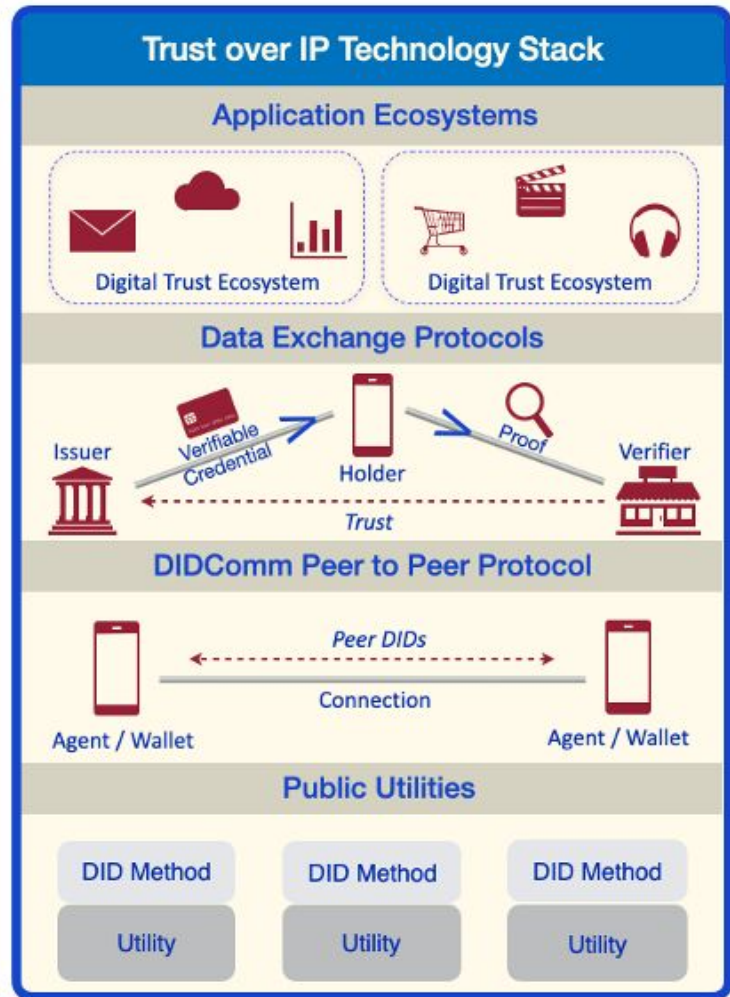 Trust over IP Technology Stack
Application Ecosystems
Digital Trust Ecosystem
Digital Trust Ecosystem
Data Exchange Protocols
Issuer
Verifiable
Credential
Holder
Proof
Verifier
Trust
DIDComm Peer to Peer Protocol
Peer DIDs
Connection
Agent / Wallet
Agent / Wallet
Public Utilities
DID Method
DID Method
DID Method
Utility
Utility
Utility